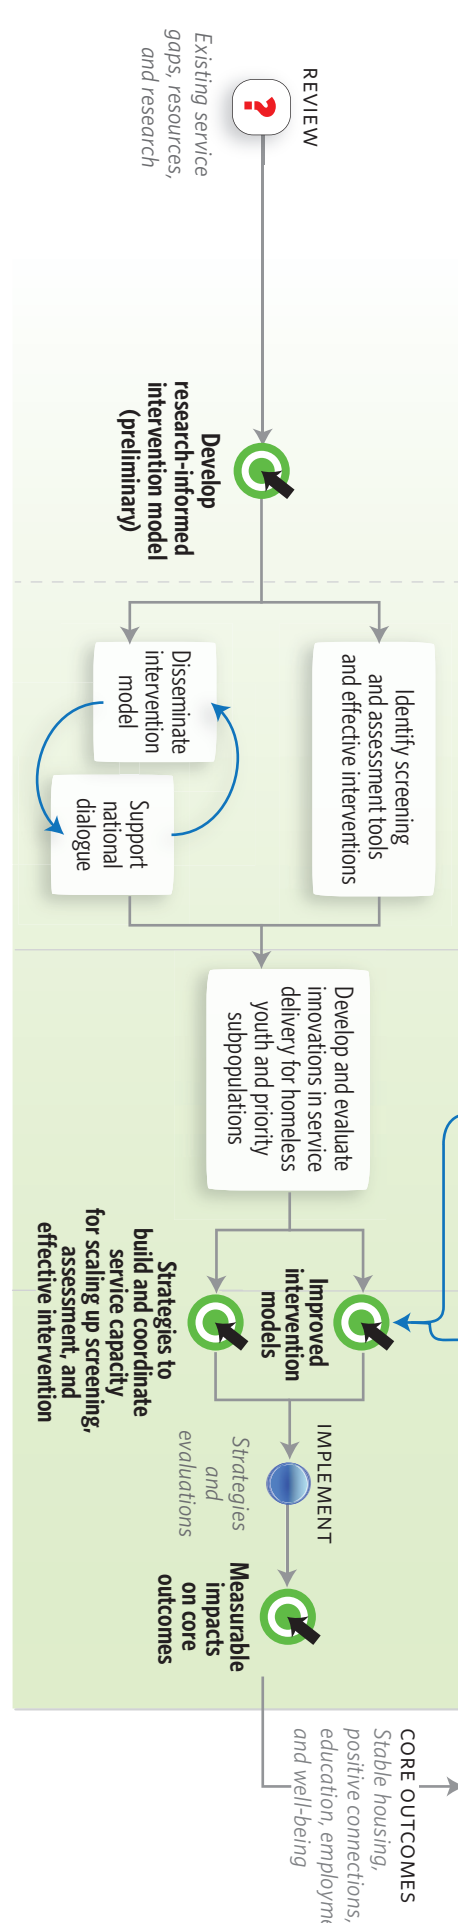 REVIEW
?
Existing service
gaps, resources,
and research
Develop
research-informed
intervention model
(preliminary)
Identify screening
and assessment tools
and effective interventions
Disseminate
intervention
model
Support
national
dialogue
Develop and evaluate
innovations in service
delivery for homeless
youth and priority
subpopulations
Improved
intervention
models
Strategies to
build and coordinate
service capacity
for scaling up screening,
assessment, and
effective intervention
IMPLEMENT
Strategies
and
evaluations
Measurable
impacts
on core
outcomes
CORE OUTCOMES
Stable housing,
positive connections,
education, employme
and well-being